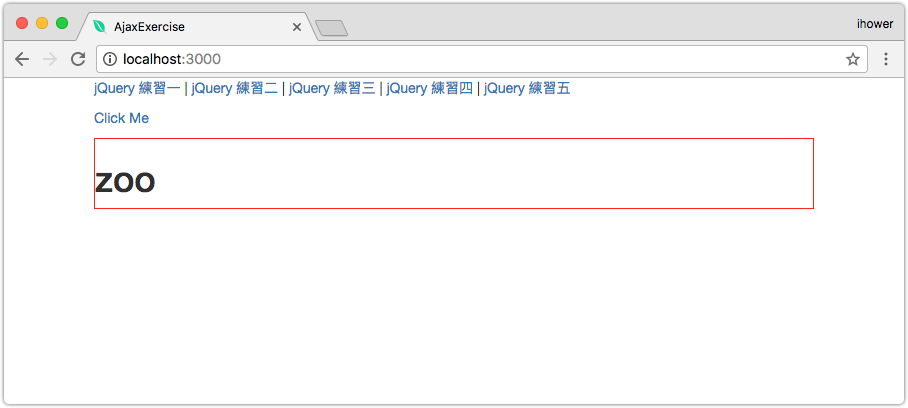 AjaxExercise
ihower
localhost:3000
jQuery 練習一 | jQuery 練習二 | jQuery 練習三 | jQuery 練習四 | jQuery 練習五
Click Me
ZOO